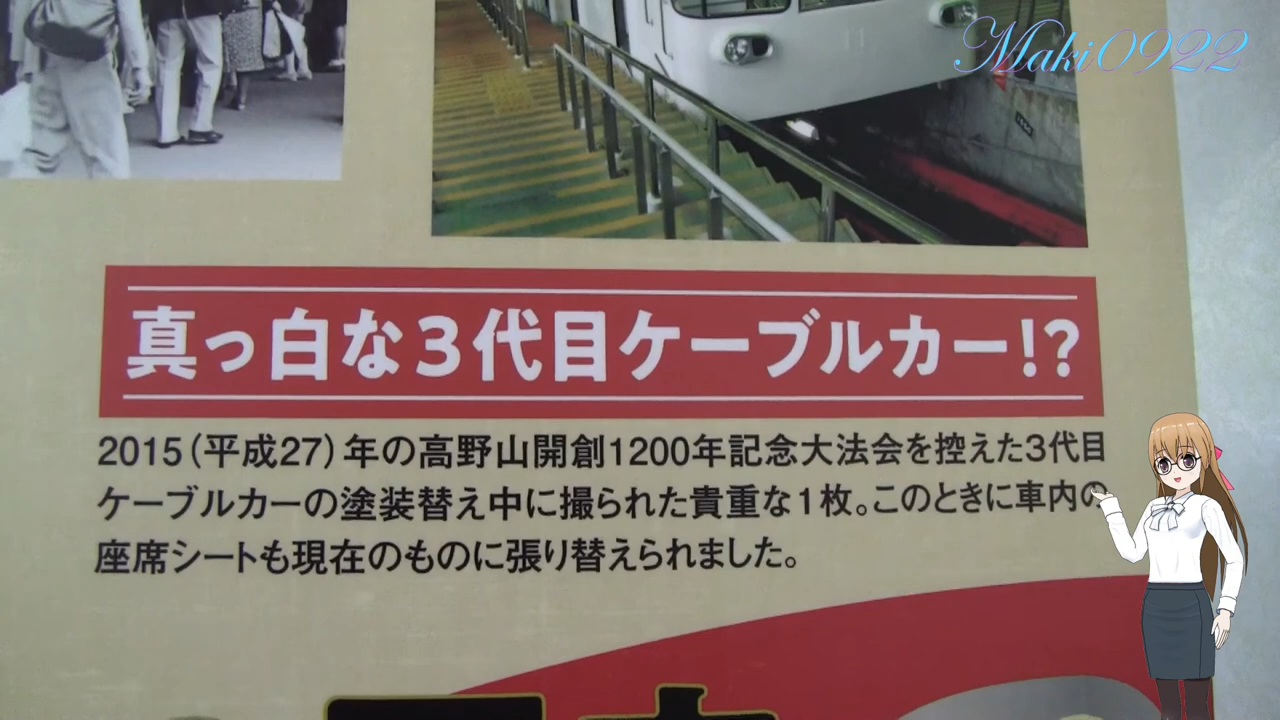 Maki0922
真っ白な3代目ケーブルカー!?
2015(平成27)年の高野山開創1200年記念大法会を控えた3代目
ケーブルカーの塗装替え中に撮られた貴重な1枚。このときに車内の
座席シートも現在のものに張り替えられました。